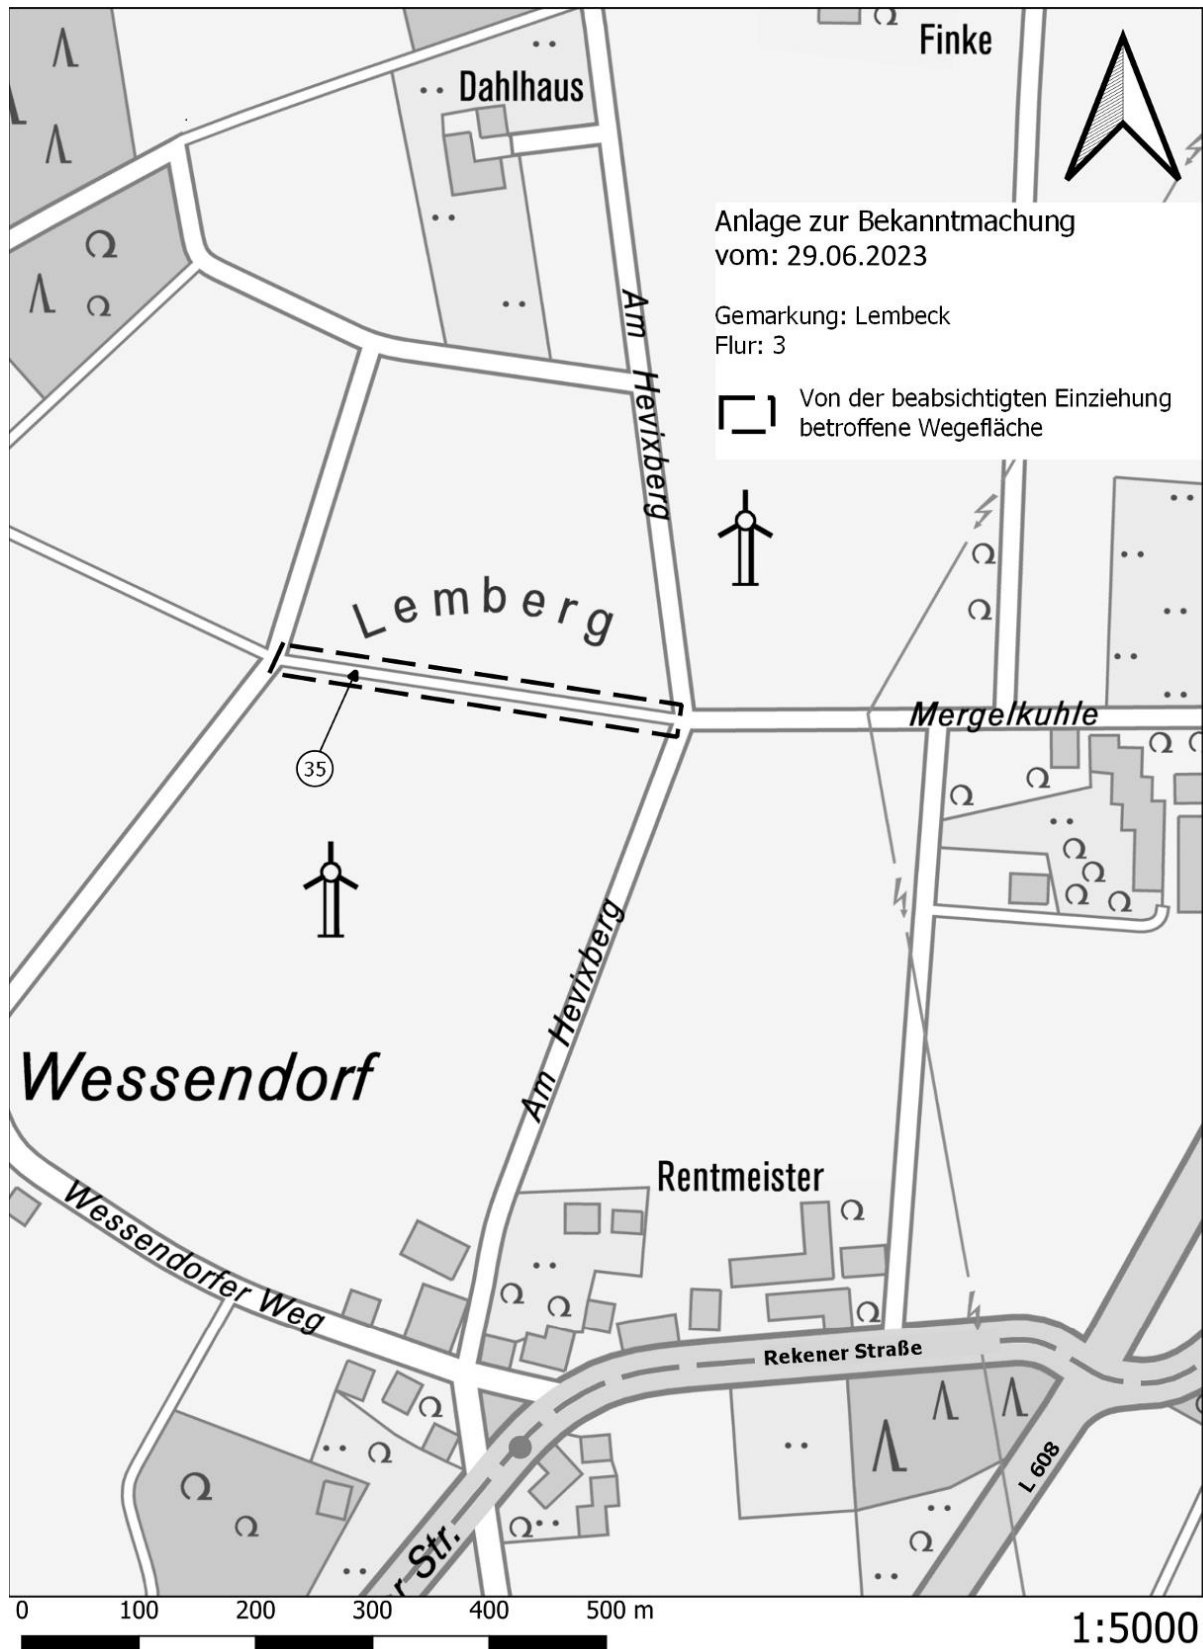 Finke
Dahlhaus
Anlage zur Bekanntmachung
vom: 29.06.2023
Gemarkung: Lembeck
Flur: 3
Von der beabsichtigten Einziehung
betroffene Wegefläche
Am Hevixberg
Lemberg
Mergelkuhle
35
Am Hevixberg
Wessendorf
Rentmeister
Wessendorfer Weg
Rekener Straße
L 608
r Str.
0 100 200 300 400 500 m
1:5000